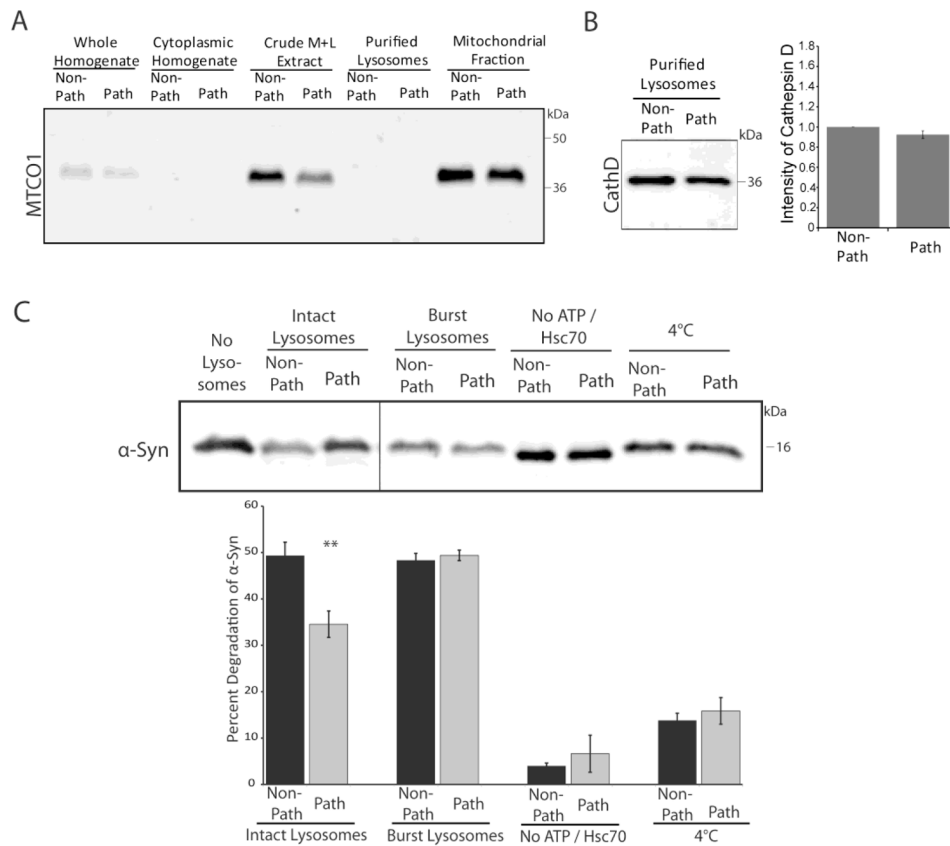 A
Whole Homogenate
Cytoplasmic Homogenate
Crude M+L Extract
Purified Lysosomes
Mitochondrial Fraction
Non-Path Path Non-Path Path Non-Path Path Non-Path Path Non-Path Path
kDa
50
36
MTCO1
B
Purified Lysosomes
Non-Path Path
kDa
36
CathD
Intensity of Cathepsin D
1.8
1.6
1.4
1.2
1.0
0.8
0.6
0.4
0.2
0
Non-Path
Path
C
No Lyso-somes
Intact Lysosomes
Burst Lysosomes
No ATP / Hsc70
4°C
Non-Path Path Non-Path Path Non-Path Path Non-Path Path
kDa
16
α-Syn
Percent Degradation of α-Syn
60
50
40
30
20
10
0
**
Non-Path Path Non-Path Path Non-Path Path Non-Path Path
Intact Lysosomes Burst Lysosomes No ATP / Hsc70 4°C